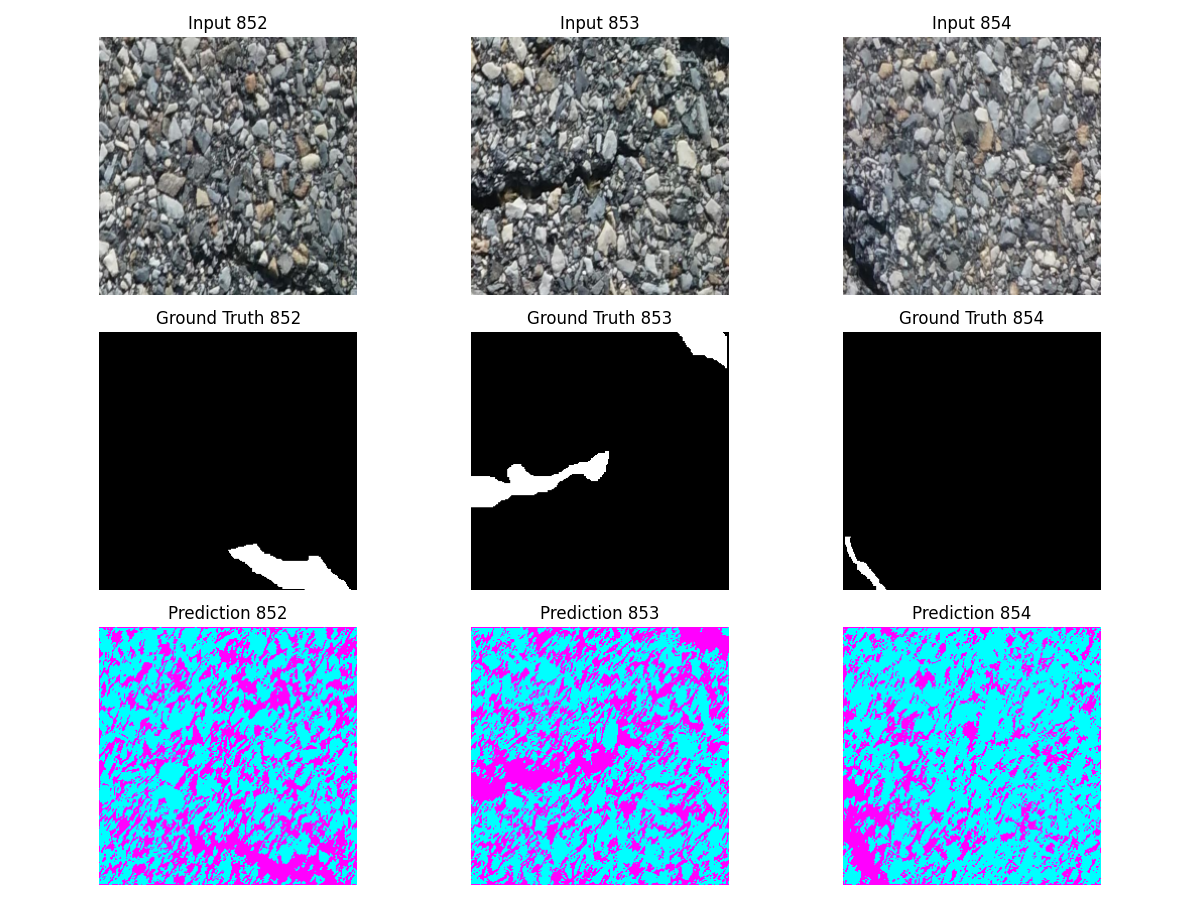 Input 852
Input 853
Input 854
Ground Truth 852
Ground Truth 853
Ground Truth 854
Prediction 852
Prediction 853
Prediction 854